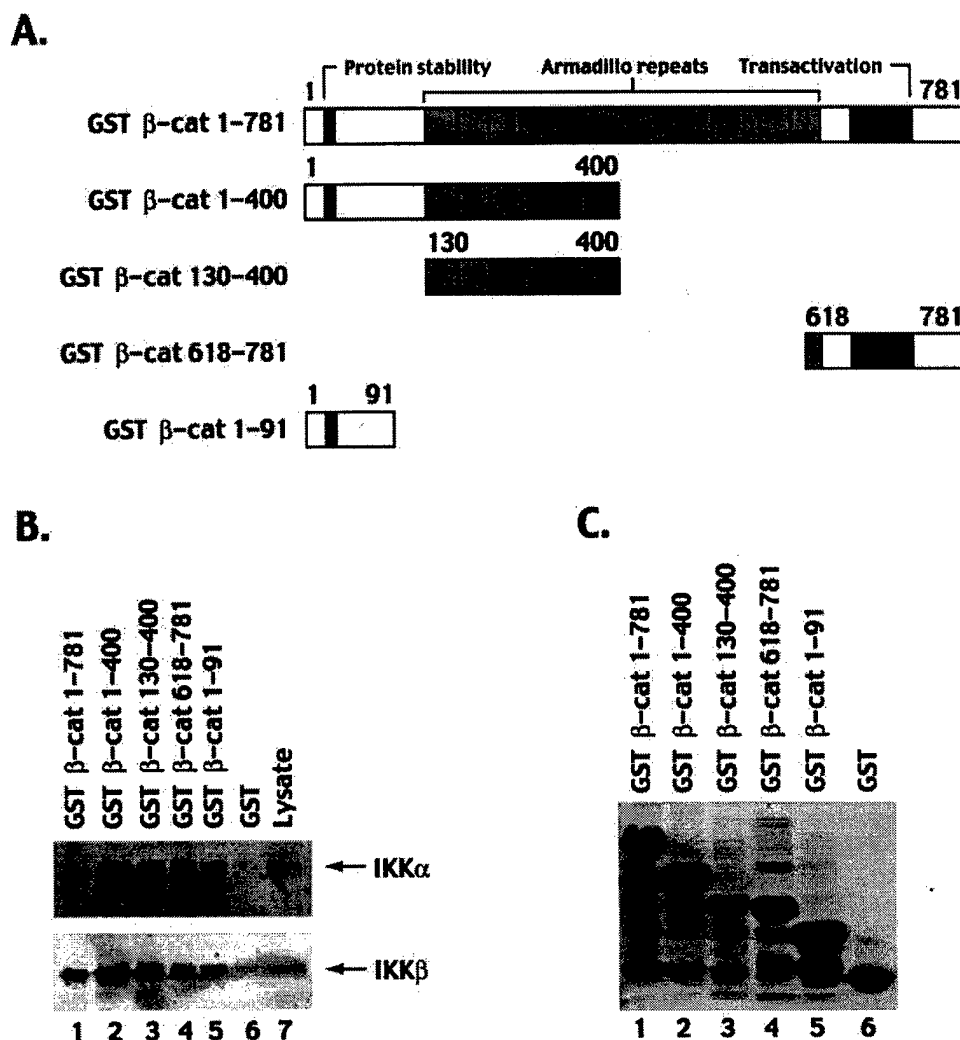 A.
Protein stability Armadillo repeats Transactivation
1 781
GST β-cat 1–781
1 400
GST β-cat 1–400
130 400
GST β-cat 130–400
618 781
GST β-cat 618–781
1 91
GST β-cat 1–91
B.
GST β-cat 1–781
GST β-cat 1–400
GST β-cat 130–400
GST β-cat 618–781
GST β-cat 1–91
GST
Lysate
IKKα
IKKβ
1 2 3 4 5 6 7
C.
GST β-cat 1–781
GST β-cat 1–400
GST β-cat 130–400
GST β-cat 618–781
GST β-cat 1–91
GST
1 2 3 4 5 6